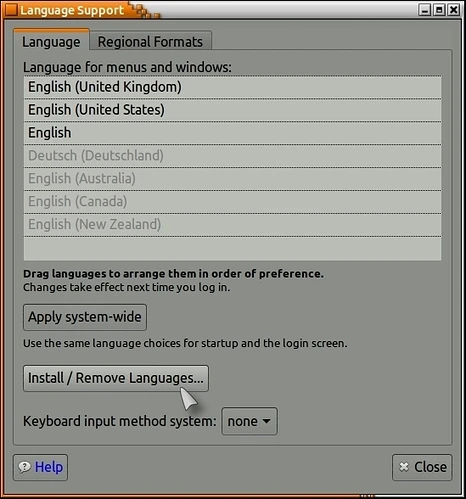 Language Support
Language
Regional Formats
Language for menus and windows:
English (United Kingdom)
English (United States)
English
Deutsch (Deutschland)
English (Australia)
English (Canada)
English (New Zealand)
Drag languages to arrange them in order of preference.
Changes take effect next time you log in.
Apply system-wide
Use the same language choices for startup and the login screen.
Install / Remove Languages...
Keyboard input method system: none
Help
Close